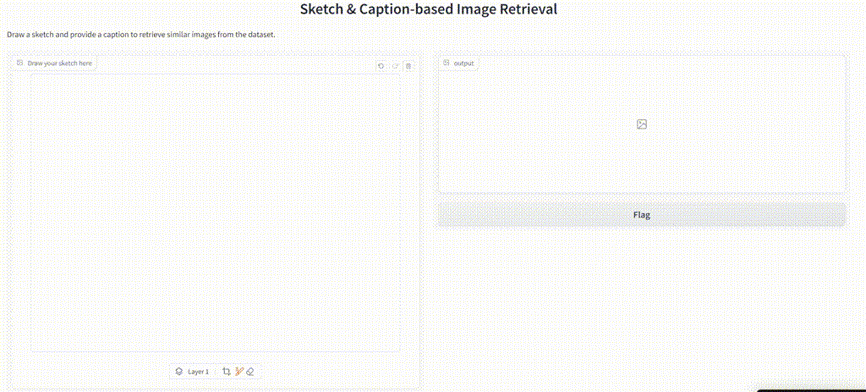 Sketch & Caption-based Image Retrieval
Draw a sketch and provide a caption to retrieve similar images from the dataset.
Draw your sketch here
output
Flag
Layer 1